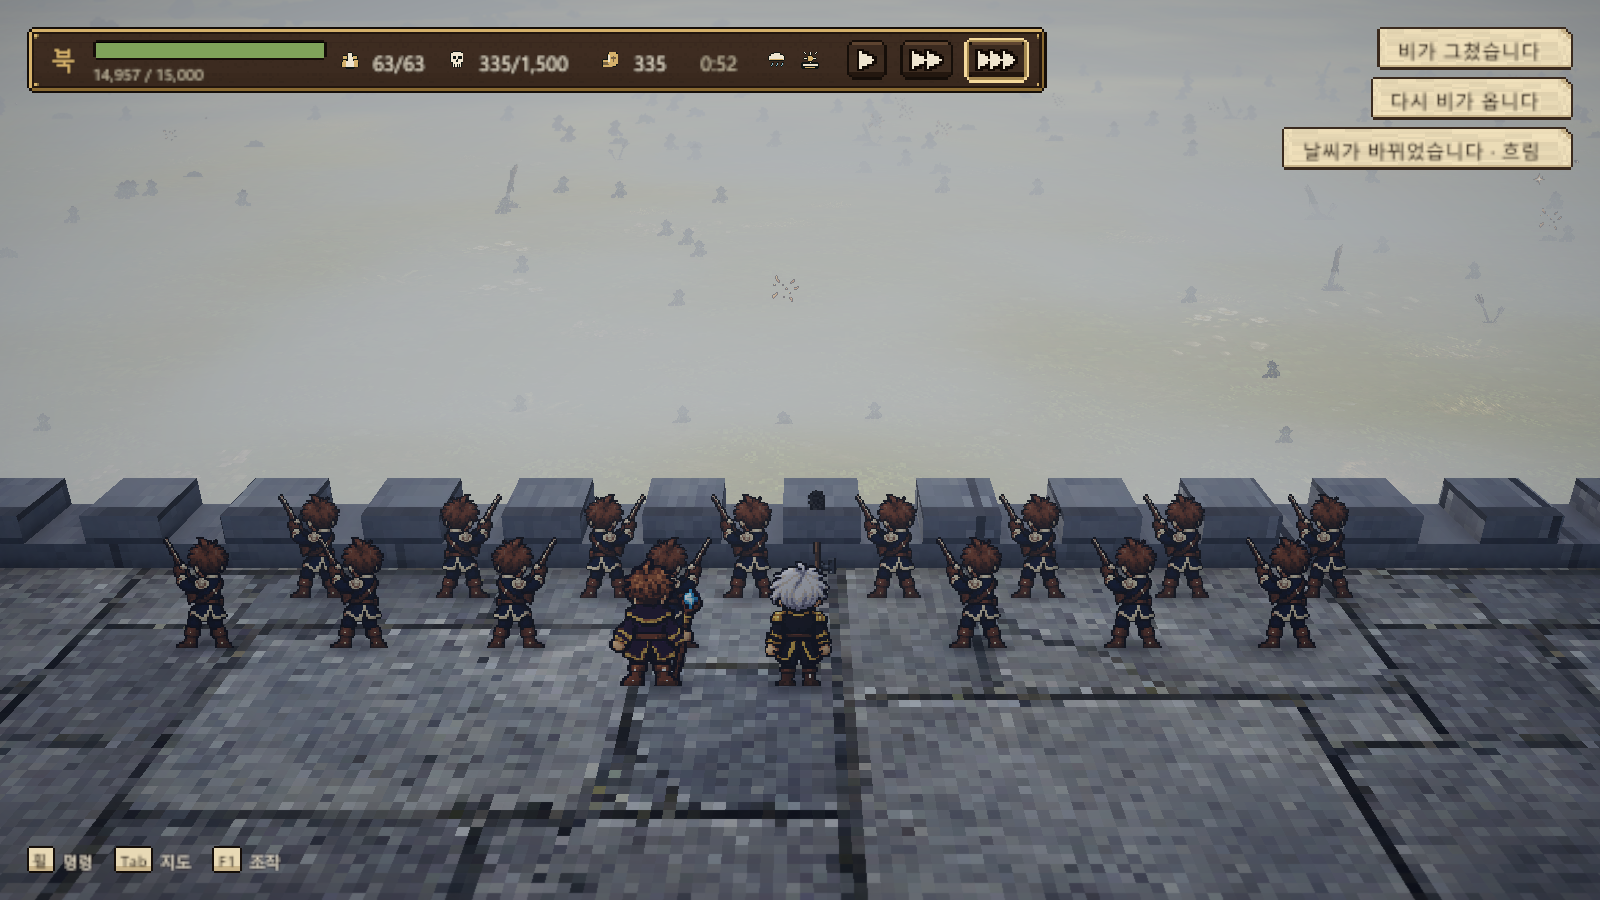 북
14,957 / 15,000
63/63
335/1,500
335
0:52
비가 그쳤습니다
다시 비가 옵니다
날씨가 바뀌었습니다 · 흐림
휠 명령
Tab 지도
F1 조작